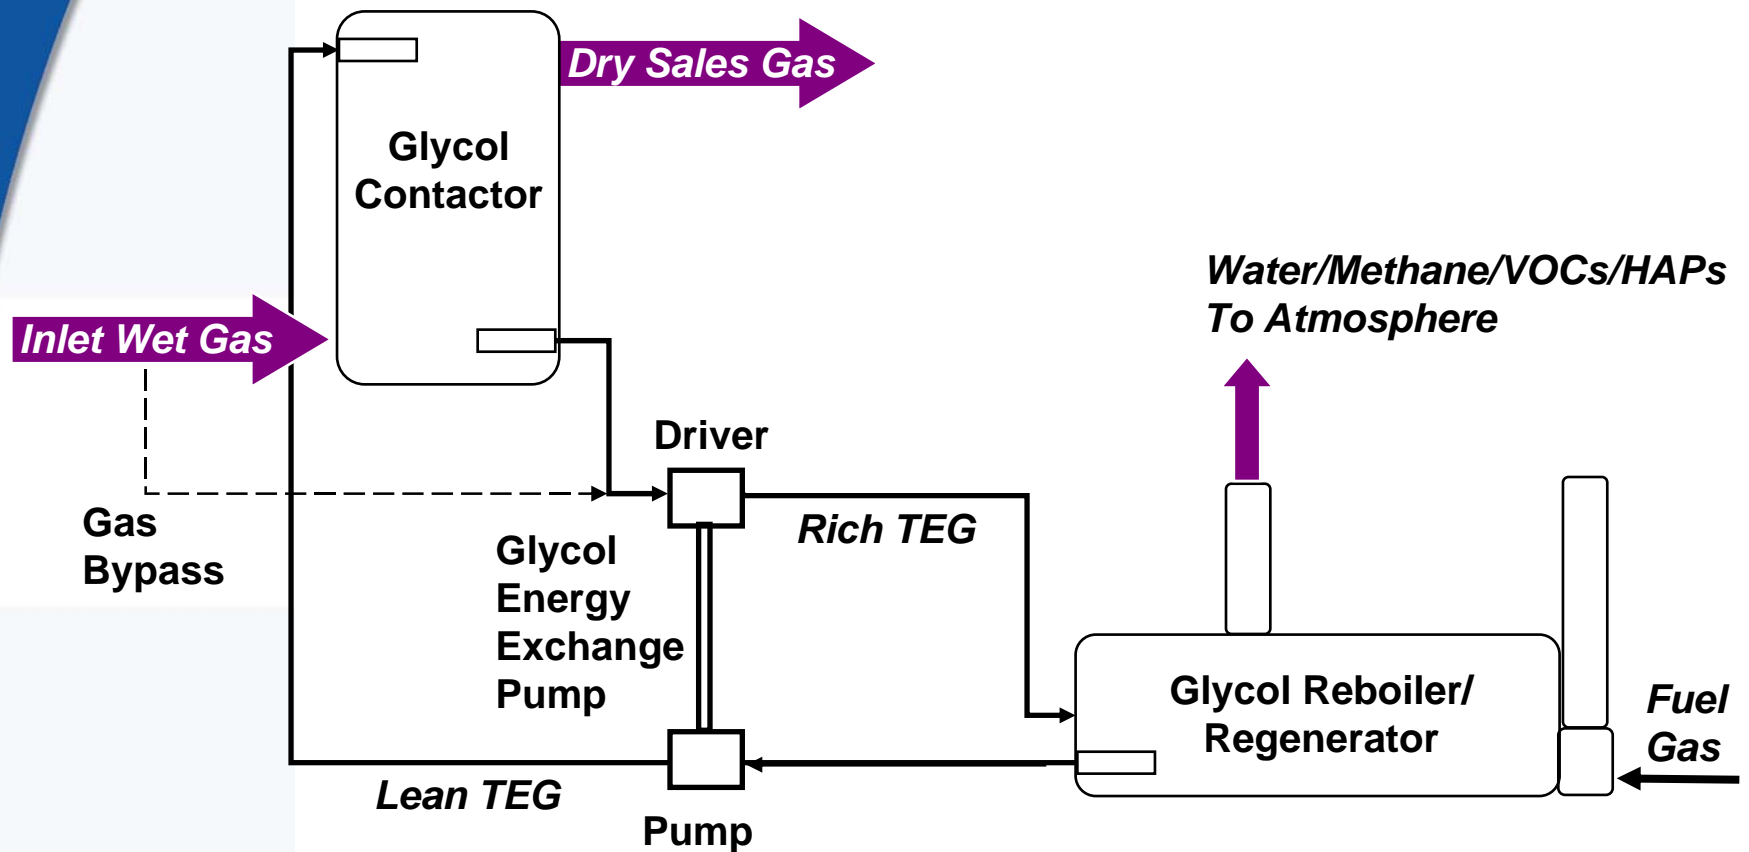 Dry Sales Gas
Glycol
Contactor
Water/Methane/VOCs/HAPs
To Atmosphere
Inlet Wet Gas
Driver
Gas
Bypass
Rich TEG
Glycol
Energy
Exchange
Pump
Glycol Reboiler/
Regenerator
Fuel
Gas
Lean TEG
Pump